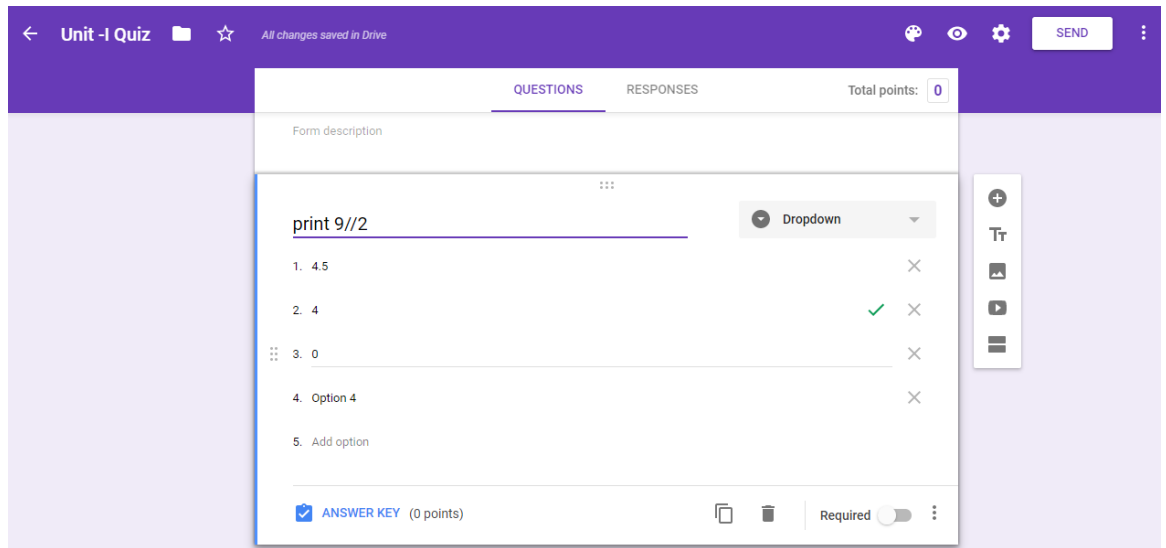 Unit -I Quiz All changes saved in Drive SEND
QUESTIONS RESPONSES Total points: 0
Form description
print 9//2 Dropdown
1. 4.5
2. 4
3. 0
4. Option 4
5. Add option
ANSWER KEY (0 points) Required